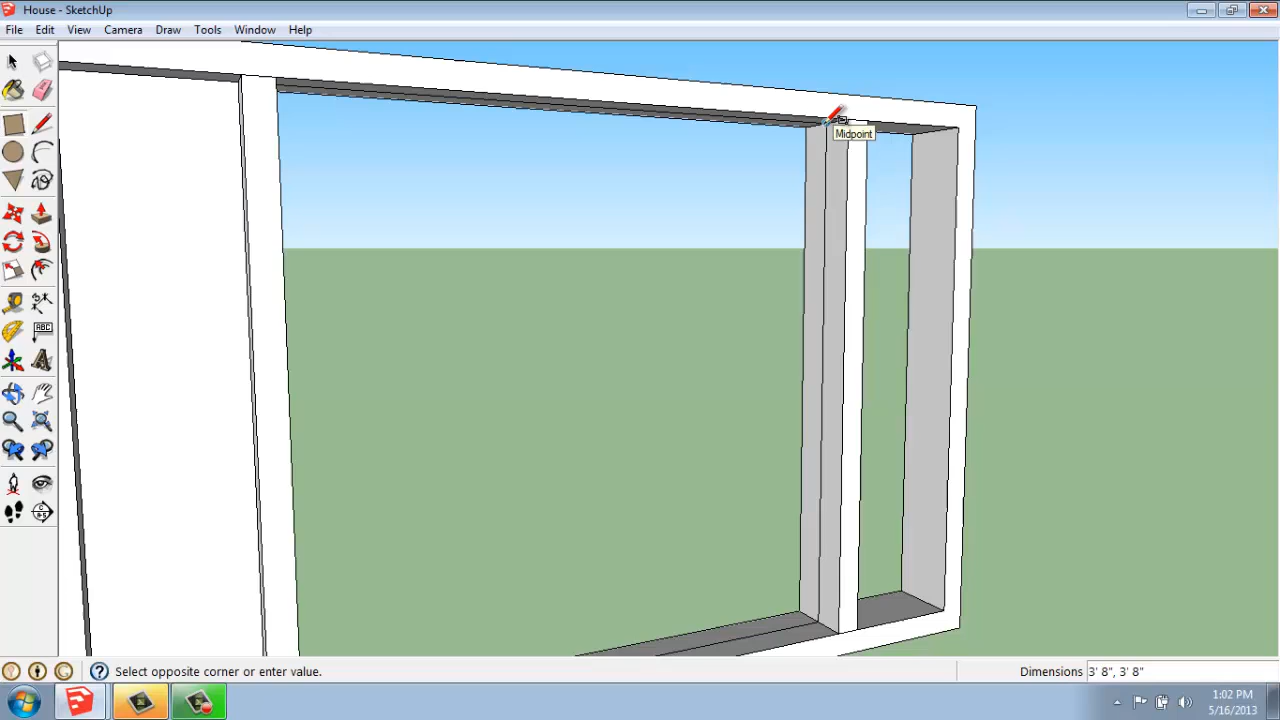 House - SketchUp
File Edit View Camera Draw Tools Window Help
Midpoint
ABC
Select opposite corner or enter value.
Dimensions 3' 8", 3' 8"
1:02 PM
5/16/2013